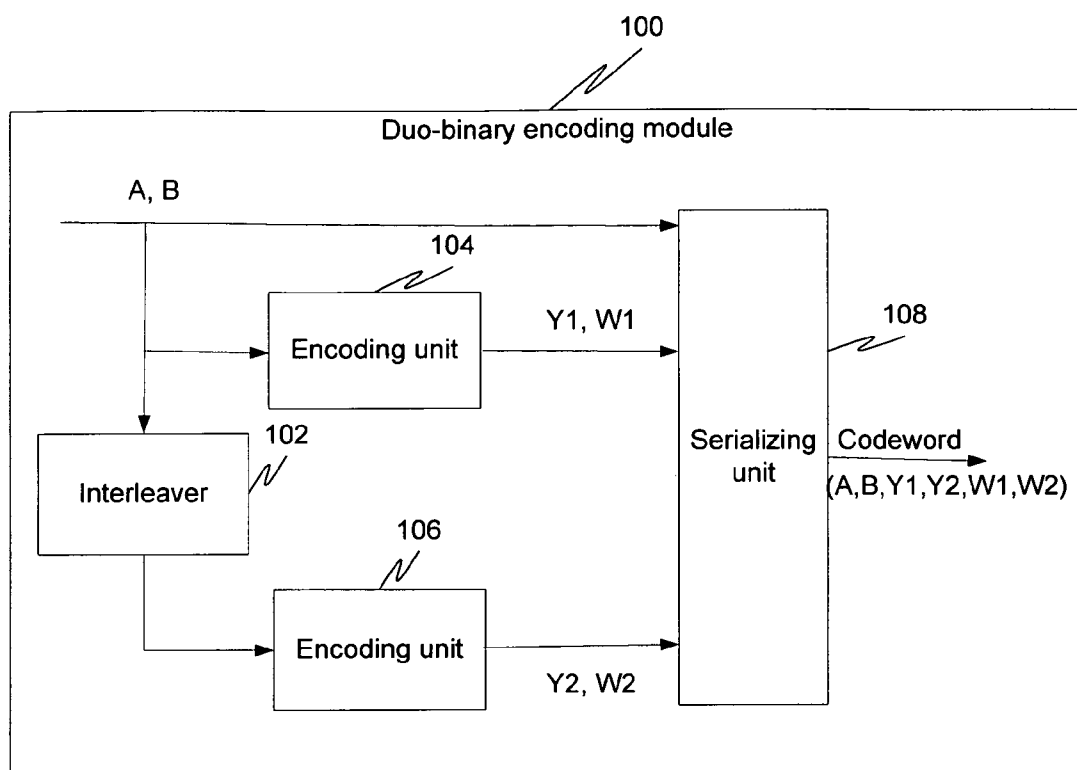 100
Duo-binary encoding module
A, B
104
Encoding unit
Y1, W1
108
102
Interleaver
Serializing
unit
Codeword
(A,B,Y1,Y2,W1,W2)
106
Encoding unit
Y2, W2